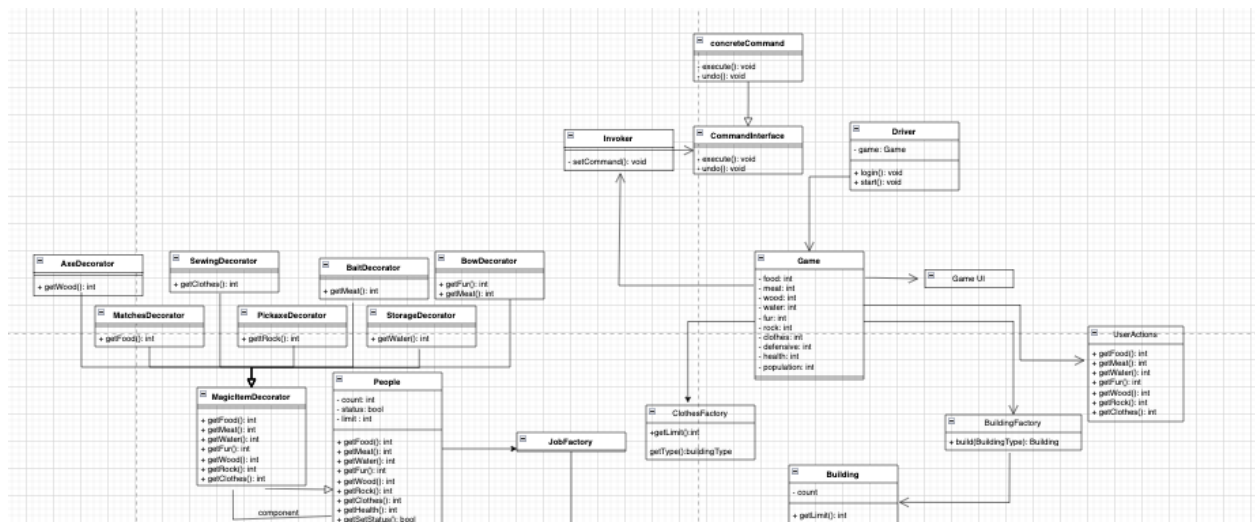 concreteCommand
- execute(): void
- undo(): void
Invoker
- setCommand(): void
CommandInterface
- execute(): void
- undo(): void
Driver
- game: Game
+ login(): void
+ start(): void
AxeDecorator
+ getWood(): int
SewingDecorator
+ getClothes(): int
BaitDecorator
+ getMeat(): int
BowDecorator
+ getFur(): int
+ getMeat(): int
MatchesDecorator
+ getFood(): int
PickaxeDecorator
+ gettRock(): int
StorageDecorator
+ getWater(): int
Game
- food: int
- meat: int
- wood: int
- water: int
- fur: int
- rock: int
- clothes: int
- defensive: int
- health: int
- population: int
Game UI
UserActions
+ getFood(): int
+ getMeat(): int
+ getWater(): int
+ getFur(): int
+ getWood(): int
+ getRock(): int
+ getClothes(): int
MagicItemDecorator
+ getFood(): int
+ getMeat(): int
+ getWater(): int
+ getFur(): int
+ getWood(): int
+ getRock(): int
+ getClothes(): int
component
People
- count: int
- status: bool
- limit : int
+ getFood(): int
+ getMeat(): int
+ getWater(): int
+ getFur(): int
+ getWood(): int
+ getRock(): int
+ getClothes(): int
+ getHealth(): int
+ getSetStatus(): bool
JobFactory
ClothesFactory
+getLimit():int
getType():buildingType
BuildingFactory
+ build(BuildingType): Building
Building
- count
+ getLimit(): int